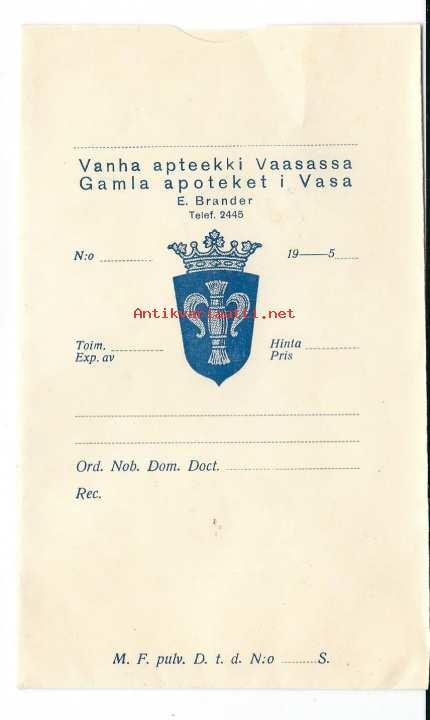 Vanha apteekki Vaasassa
Gamla apoteket i Vasa
E. Brander
Telef. 2445
N:o 19 5
Antikvariaatti.net
Toim. Hinta
Exp. av Pris
Ord. Nob. Dom. Doct.
Rec.
M. F. pulv. D. t. d. N:o S.